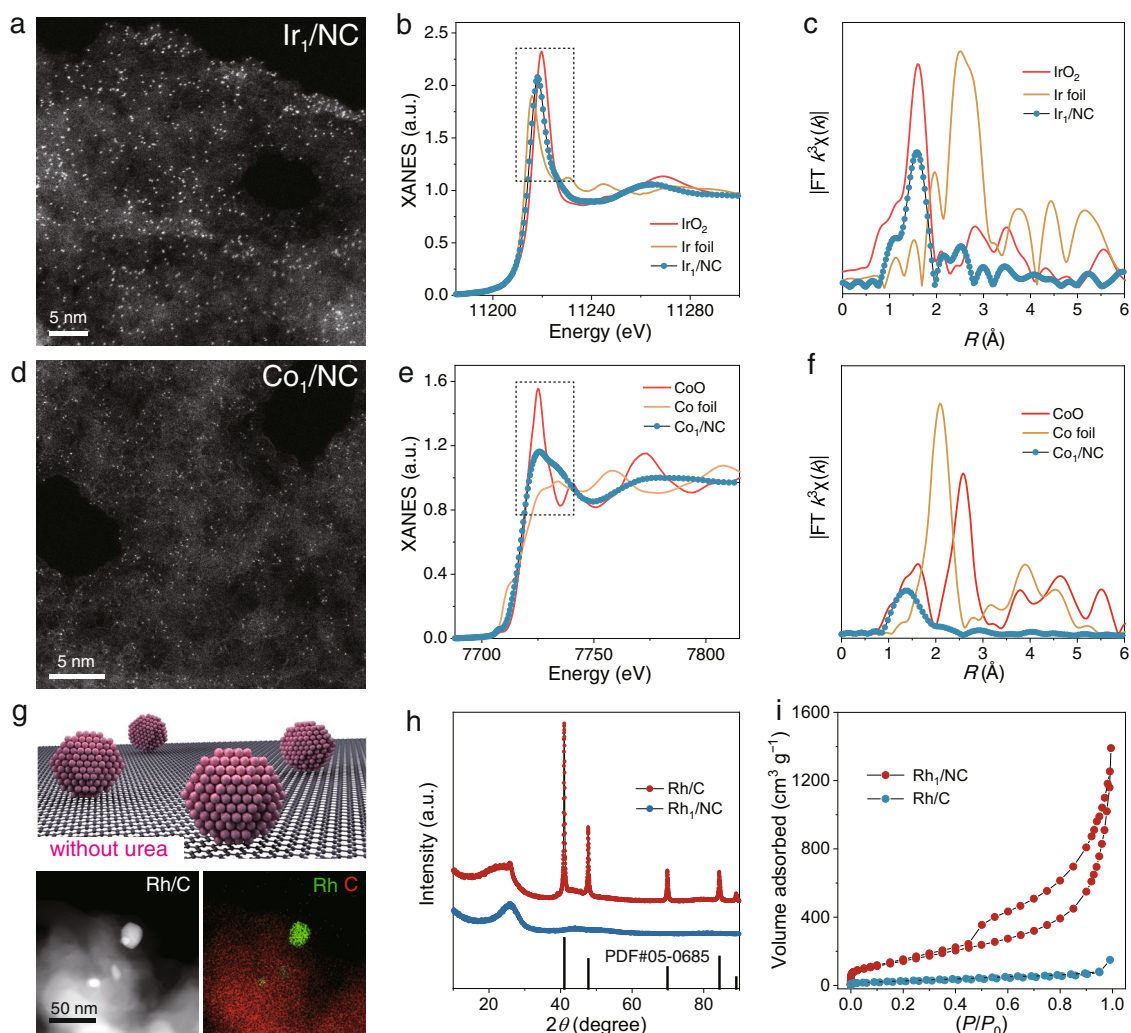 a
Ir₁/NC
5 nm
b
XANES (a.u.)
2.5
2.0
1.5
1.0
0.5
0.0
IrO₂
Ir foil
Ir₁/NC
11200 11240 11280
Energy (eV)
c
|FT k³χ(k)|
IrO₂
Ir foil
Ir₁/NC
0 1 2 3 4 5 6
R (Å)
d
Co₁/NC
5 nm
e
XANES (a.u.)
1.6
1.2
0.8
0.4
0.0
CoO
Co foil
Co₁/NC
7700 7750 7800
Energy (eV)
f
|FT k³χ(k)|
CoO
Co foil
Co₁/NC
0 1 2 3 4 5 6
R (Å)
g
without urea
Rh/C
50 nm
Rh C
h
Intensity (a.u.)
Rh/C
Rh₁/NC
PDF#05-0685
20 40 60 80
2θ (degree)
i
Volume adsorbed (cm³ g⁻¹)
1600
1200
800
400
0
Rh₁/NC
Rh/C
0.0 0.2 0.4 0.6 0.8 1.0
(P/P₀)